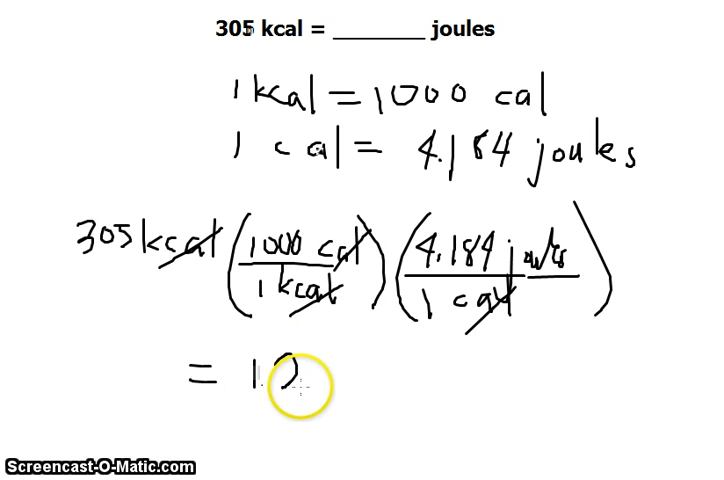 305 kcal = ________ joules
1 kcal = 1000 cal
1 cal = 4.184 joules
305 kcal (1000 cal / 1 kcal) (4.184 joules / 1 cal)
= 1.2
Screencast-O-Matic.com